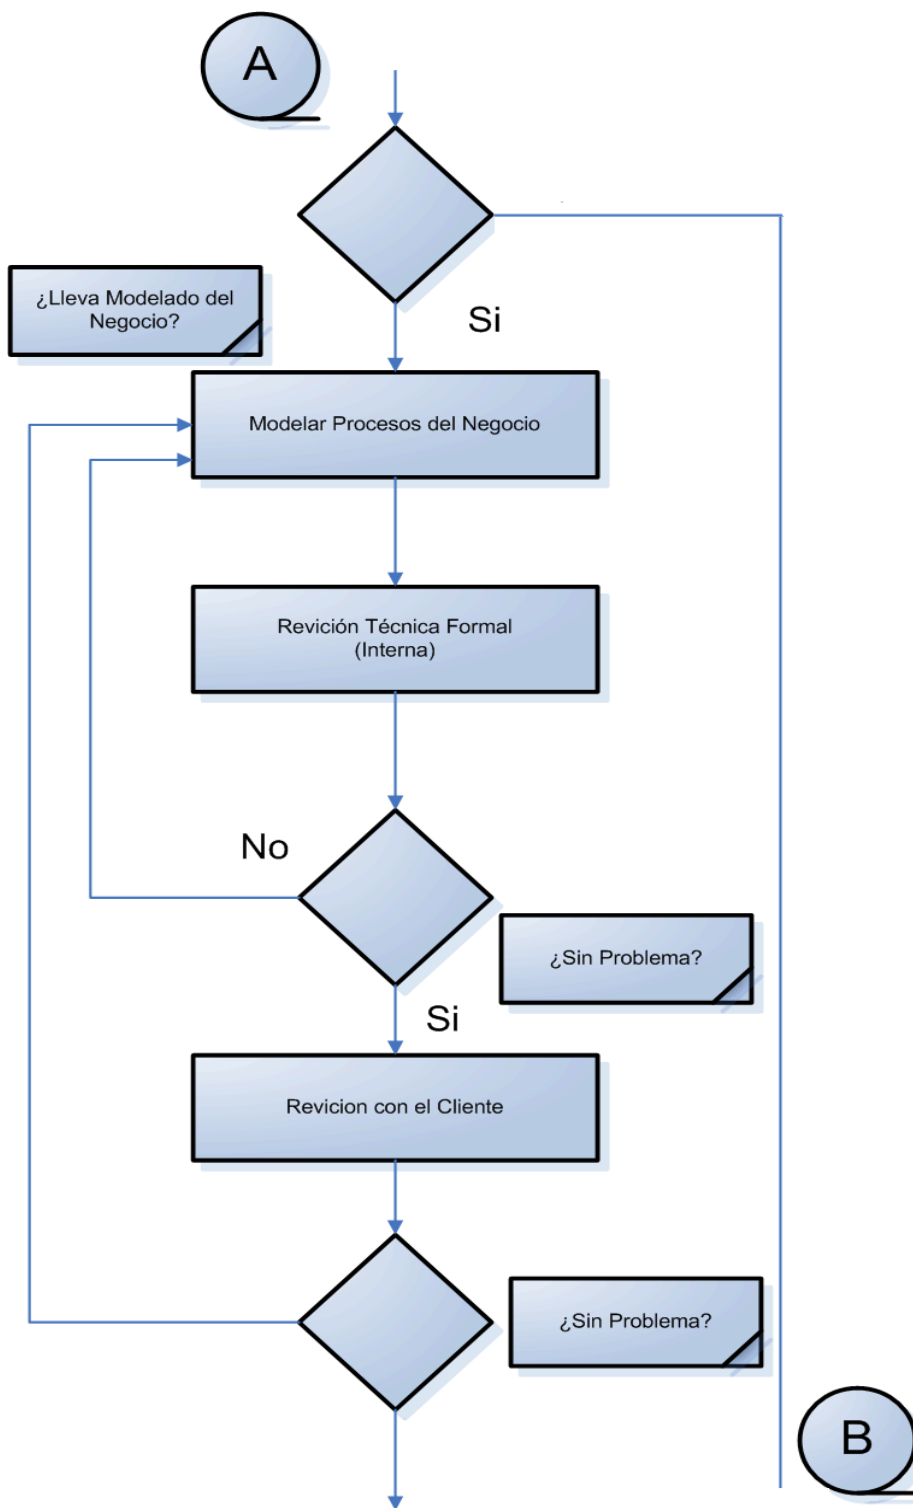 A
¿Lleva Modelado del
Negocio?
Si
Modelar Procesos del Negocio
Revición Técnica Formal
(Interna)
No
¿Sin Problema?
Si
Revicion con el Cliente
¿Sin Problema?
B